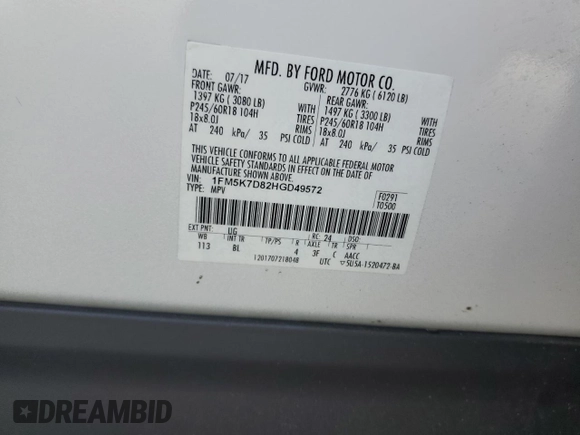 MFD. BY FORD MOTOR CO.
DATE: 07/17 GVWR: 2776 KG ( 6120 LB)
FRONT GAWR: REAR GAWR:
1397 KG ( 3080 LB) WITH 1497 KG ( 3300 LB) WITH
P245/60R18 104H TIRES P245/60R18 104H TIRES
18x8.0J RIMS 18x8.0J RIMS
AT 240 kPa/ 35 PSI COLD AT 240 kPa/ 35 PSI COLD
THIS VEHICLE CONFORMS TO ALL APPLICABLE FEDERAL MOTOR
VEHICLE SAFETY STANDARDS IN EFFECT ON THE DATE OF
MANUFACTURE SHOWN ABOVE.
VIN: 1FM5K7D82HGD49572
TYPE: MPV
F0291
T0500
EXT PNT: UG RC: 24 DSO:
WB INT TR TP/PS R AXLE TR SPR
113 BL 4 3F C AACC
1201707218048 UTC ▽5U5A-1520472-BA
DREAMBID